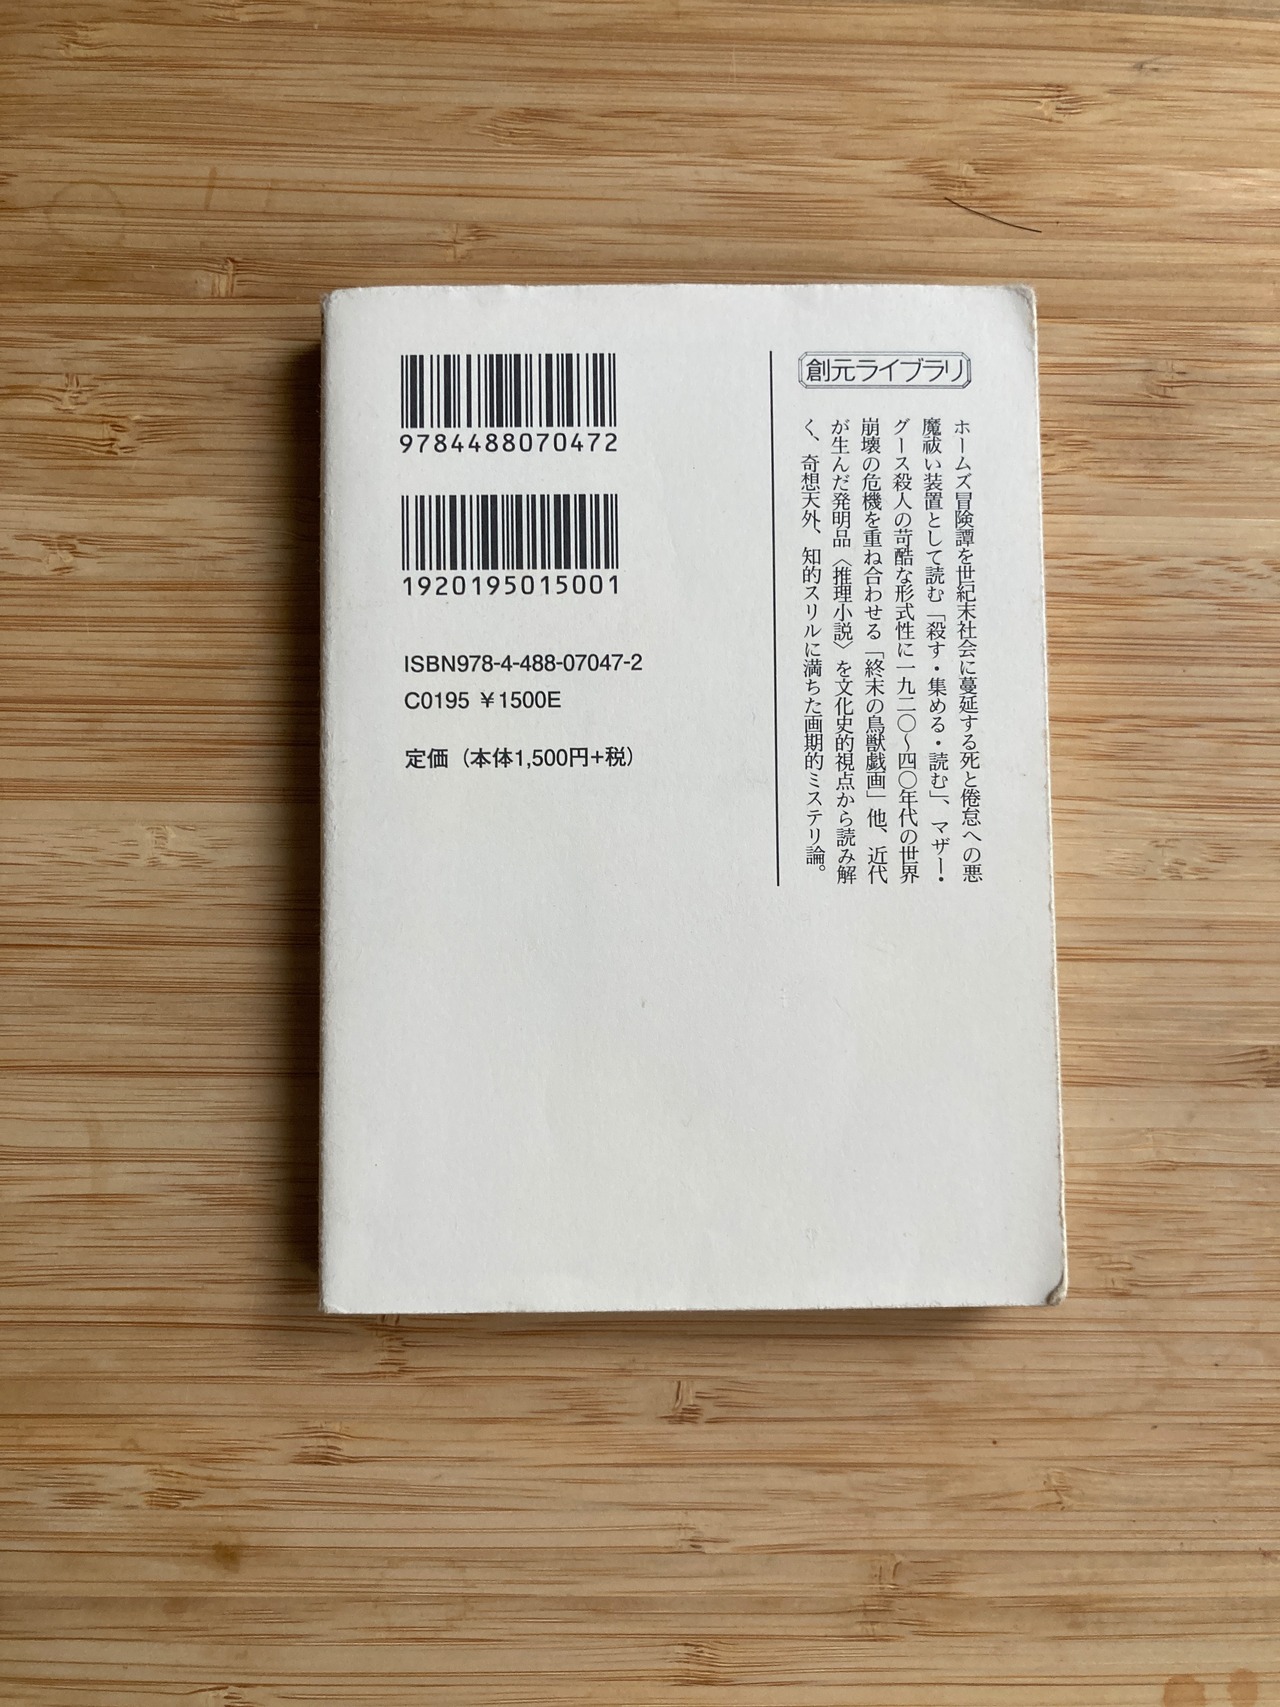 創元ライブラリ
ホームズ冒険譚を世紀末社会に蔓延する死と倦怠への悪
魔祓い装置として読む「殺す・集める・読む」、マザー・
グース殺人の苛酷な形式性に一九二〇〜四〇年代の世界
崩壊の危機を重ね合わせる「終末の鳥獣戯画」他、近代
が生んだ発明品〈推理小説〉を文化史的視点から読み解
く、奇想天外、知的スリルに満ちた画期的ミステリ論。
9784488070472
1920195015001
ISBN978-4-488-07047-2
C0195 ¥1500E
定価（本体1,500円+税）